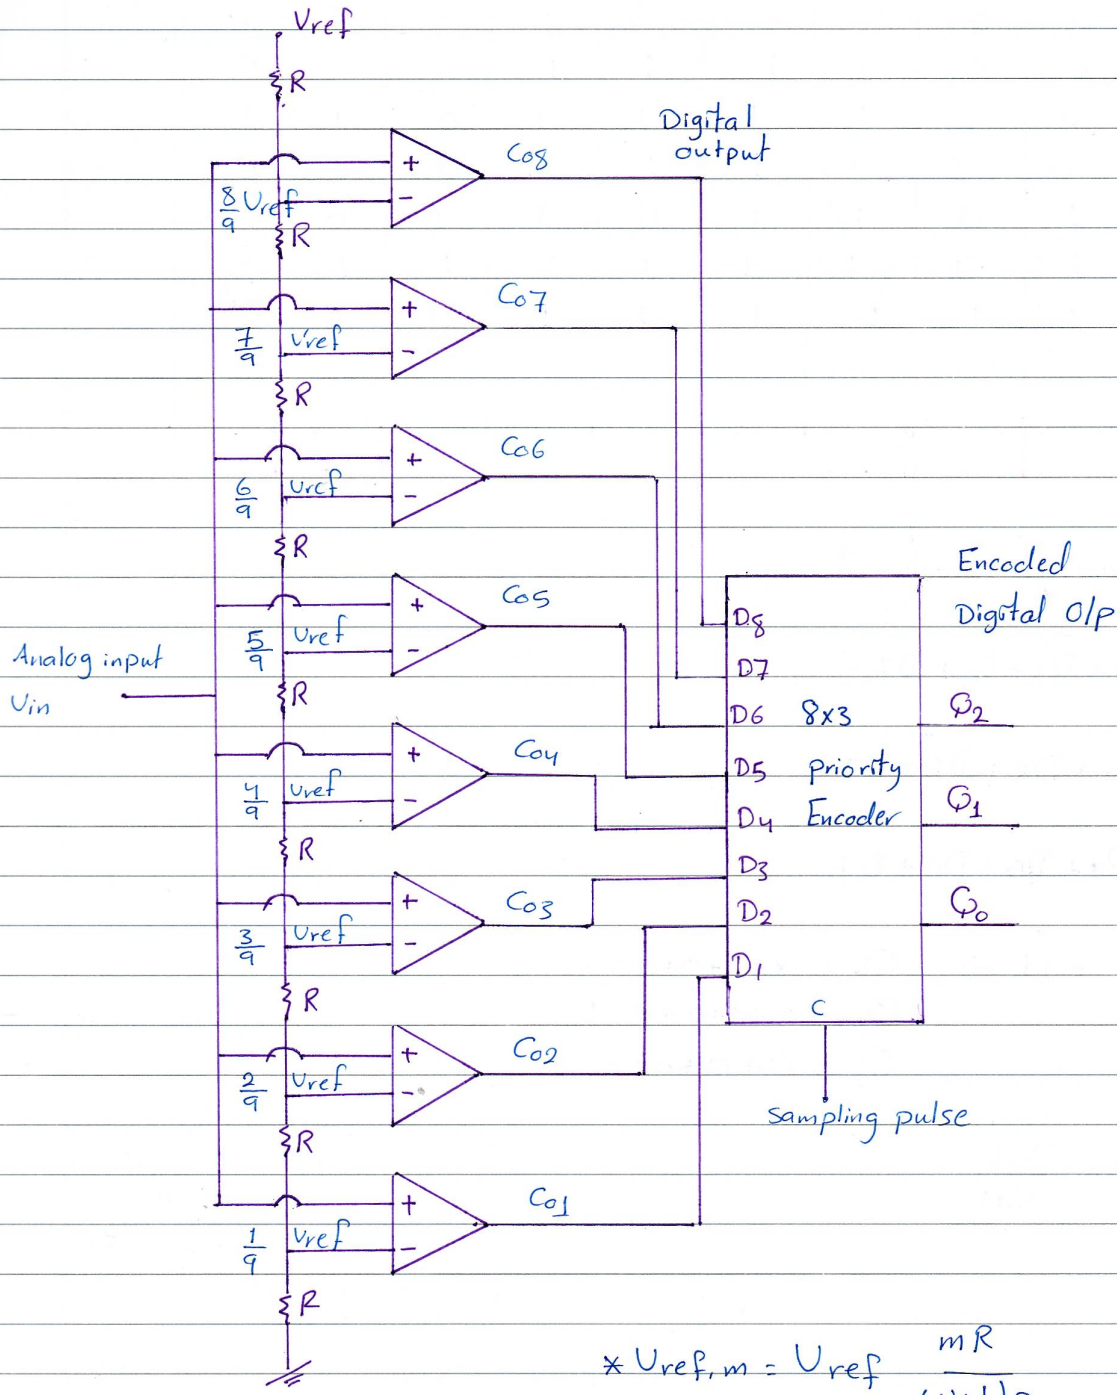 Vref
R
Digital
output
Co8
+
-
8/9 Vref
R
Co7
+
7/9 Vref
-
R
Co6
+
6/9 Vref
-
R
Encoded
Digital O/p
Co5
+
5/9 Vref
-
D8
Analog input
Vin
D7
R
D6 8x3 Q2
Co4
+
4/9 Vref
-
D5 Priority
D4 Encoder Q1
R
D3
Co3
+
3/9 Vref
-
D2 Q0
D1
R
C
Co2
+
2/9 Vref
-
Sampling pulse
R
Co1
+
1/9 Vref
-
R
* Vref,m = Vref mR